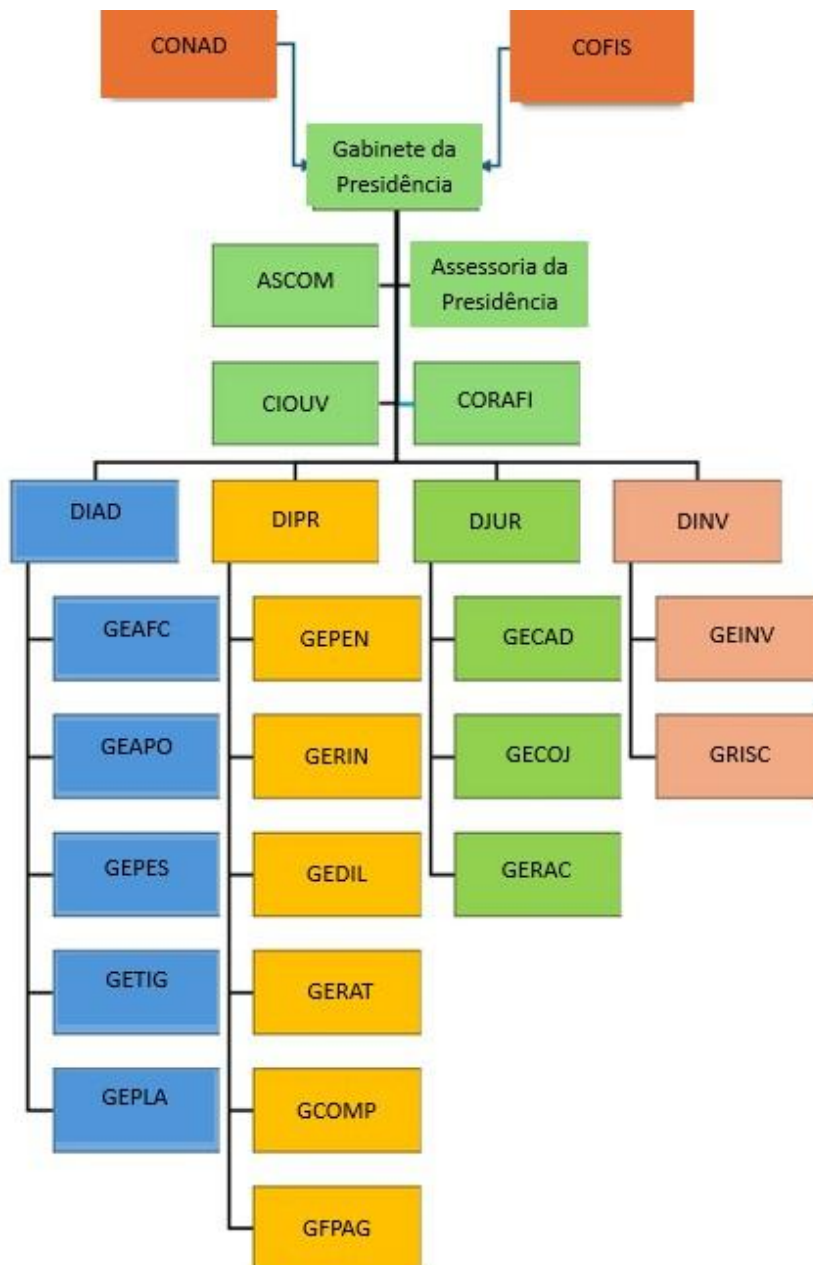 CONAD
COFIS
Gabinete da
Presidência
ASCOM
Assessoria da
Presidência
CIOUV
CORAFI
DIAD
DIPR
DJUR
DINV
GEAFC
GEPEN
GECAD
GEINV
GEAPO
GERIN
GECOJ
GRISC
GEPES
GEDIL
GERAC
GETIG
GERAT
GEPLA
GCOMP
GFPAG